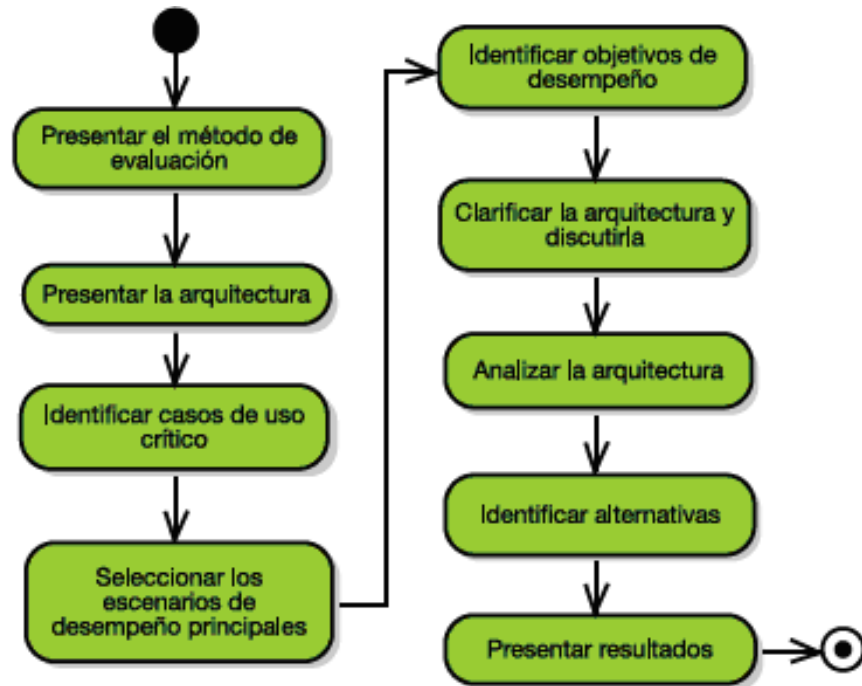 Presentar el método de
evaluación
Presentar la arquitectura
Identificar casos de uso
crítico
Seleccionar los
escenarios de
desempeño principales
Identificar objetivos de
desempeño
Clarificar la arquitectura y
discutirla
Analizar la arquitectura
Identificar alternativas
Presentar resultados